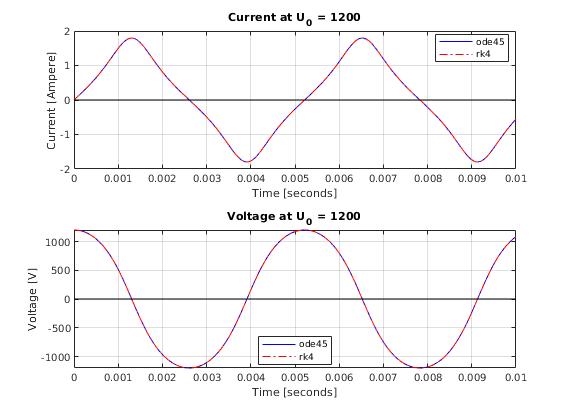 Current at U0 = 1200
Current [Ampere]
2
1
0
-1
-2
ode45
rk4
0 0.001 0.002 0.003 0.004 0.005 0.006 0.007 0.008 0.009 0.01
Time [seconds]
Voltage at U0 = 1200
Voltage [V]
1000
500
0
-500
-1000
ode45
rk4
0 0.001 0.002 0.003 0.004 0.005 0.006 0.007 0.008 0.009 0.01
Time [seconds]